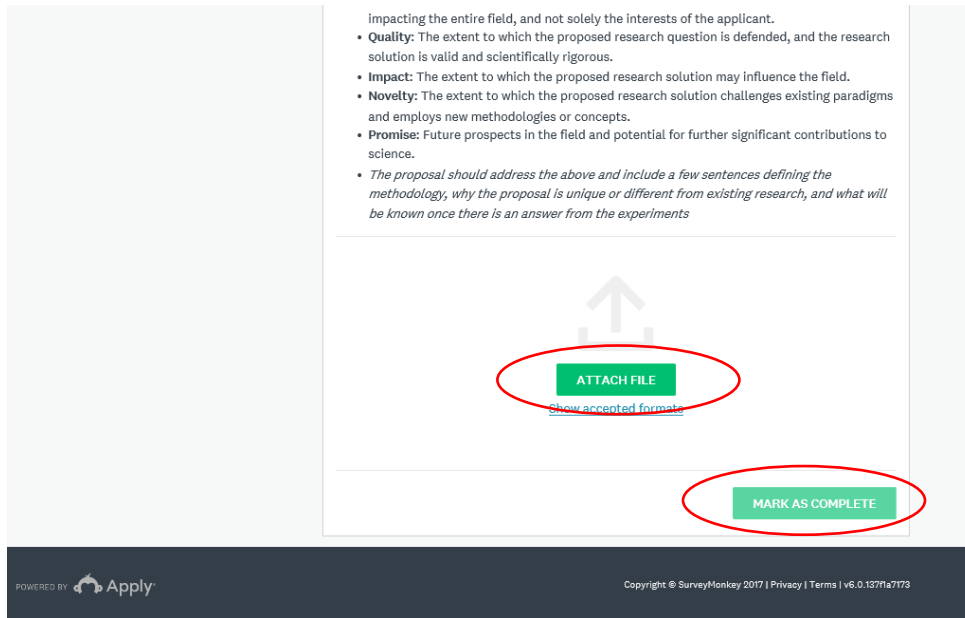 impacting the entire field, and not solely the interests of the applicant.
• Quality: The extent to which the proposed research question is defended, and the research
solution is valid and scientifically rigorous.
• Impact: The extent to which the proposed research solution may influence the field.
• Novelty: The extent to which the proposed research solution challenges existing paradigms
and employs new methodologies or concepts.
• Promise: Future prospects in the field and potential for further significant contributions to
science.
• The proposal should address the above and include a few sentences defining the
methodology, why the proposal is unique or different from existing research, and what will
be known once there is an answer from the experiments
ATTACH FILE
Show accepted formats
MARK AS COMPLETE
POWERED BY Apply
Copyright © SurveyMonkey 2017 | Privacy | Terms | v6.0.137f1a7173